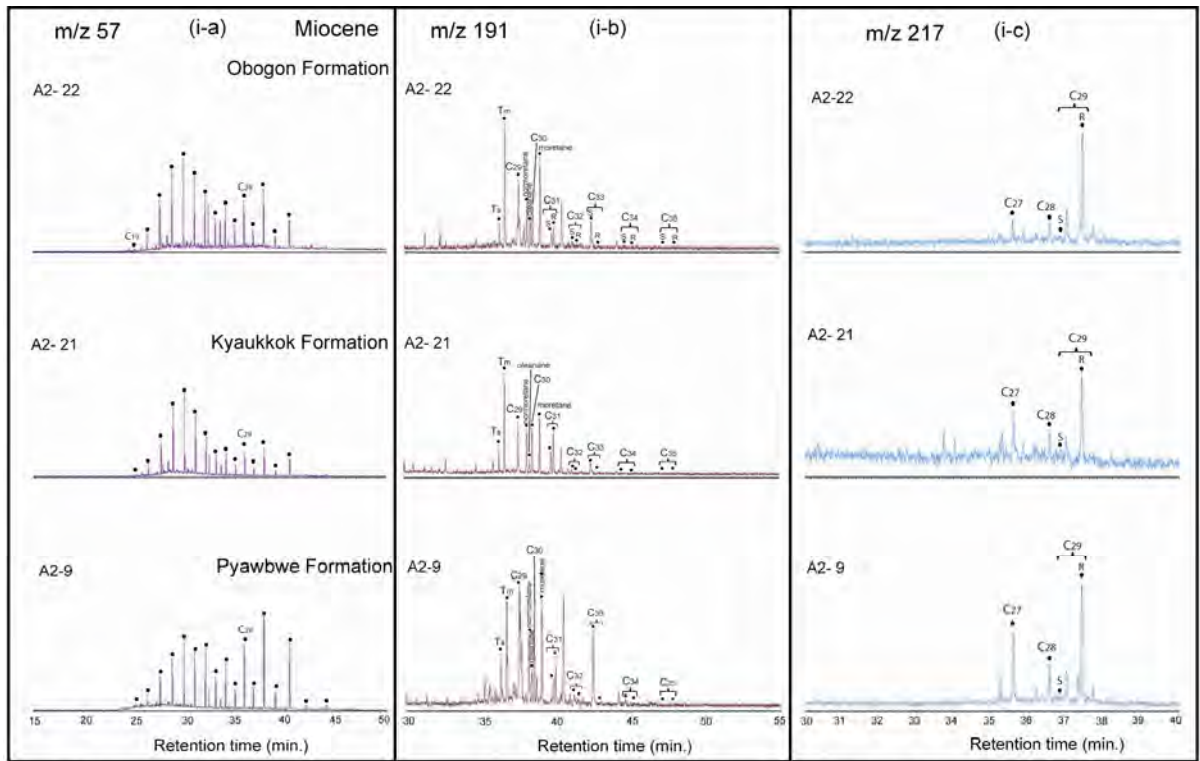 m/z 57 (i-a) Miocene
Obogon Formation
A2- 22
C19
C29
Kyaukkok Formation
A2- 21
C29
Pyawbwe Formation
A2-9
C29
15 20 30 35 40 45 50
Retention time (min.)
m/z 191 (i-b)
A2- 22
Tm
C30
moretane
C29
Ts
C31
S R
C32
S R
C33
S R
C34
S R
C35
S R
A2- 21
Tm
oleanane
C30
normoretane
moretane
C29
Ts
C31
C32
C33
C34
C35
A2-9
C30
C29
Tm
Ts
C31
C32
C34
30 35 40 45 50 55
Retention time (min.)
m/z 217 (i-c)
A2-22
C29
R
C27
C28
S
A2- 21
C29
R
C27
C28
S
A2- 9
C29
R
C27
C28
S
30 31 32 33 34 35 36 37 38 39 40
Retention time (min.)